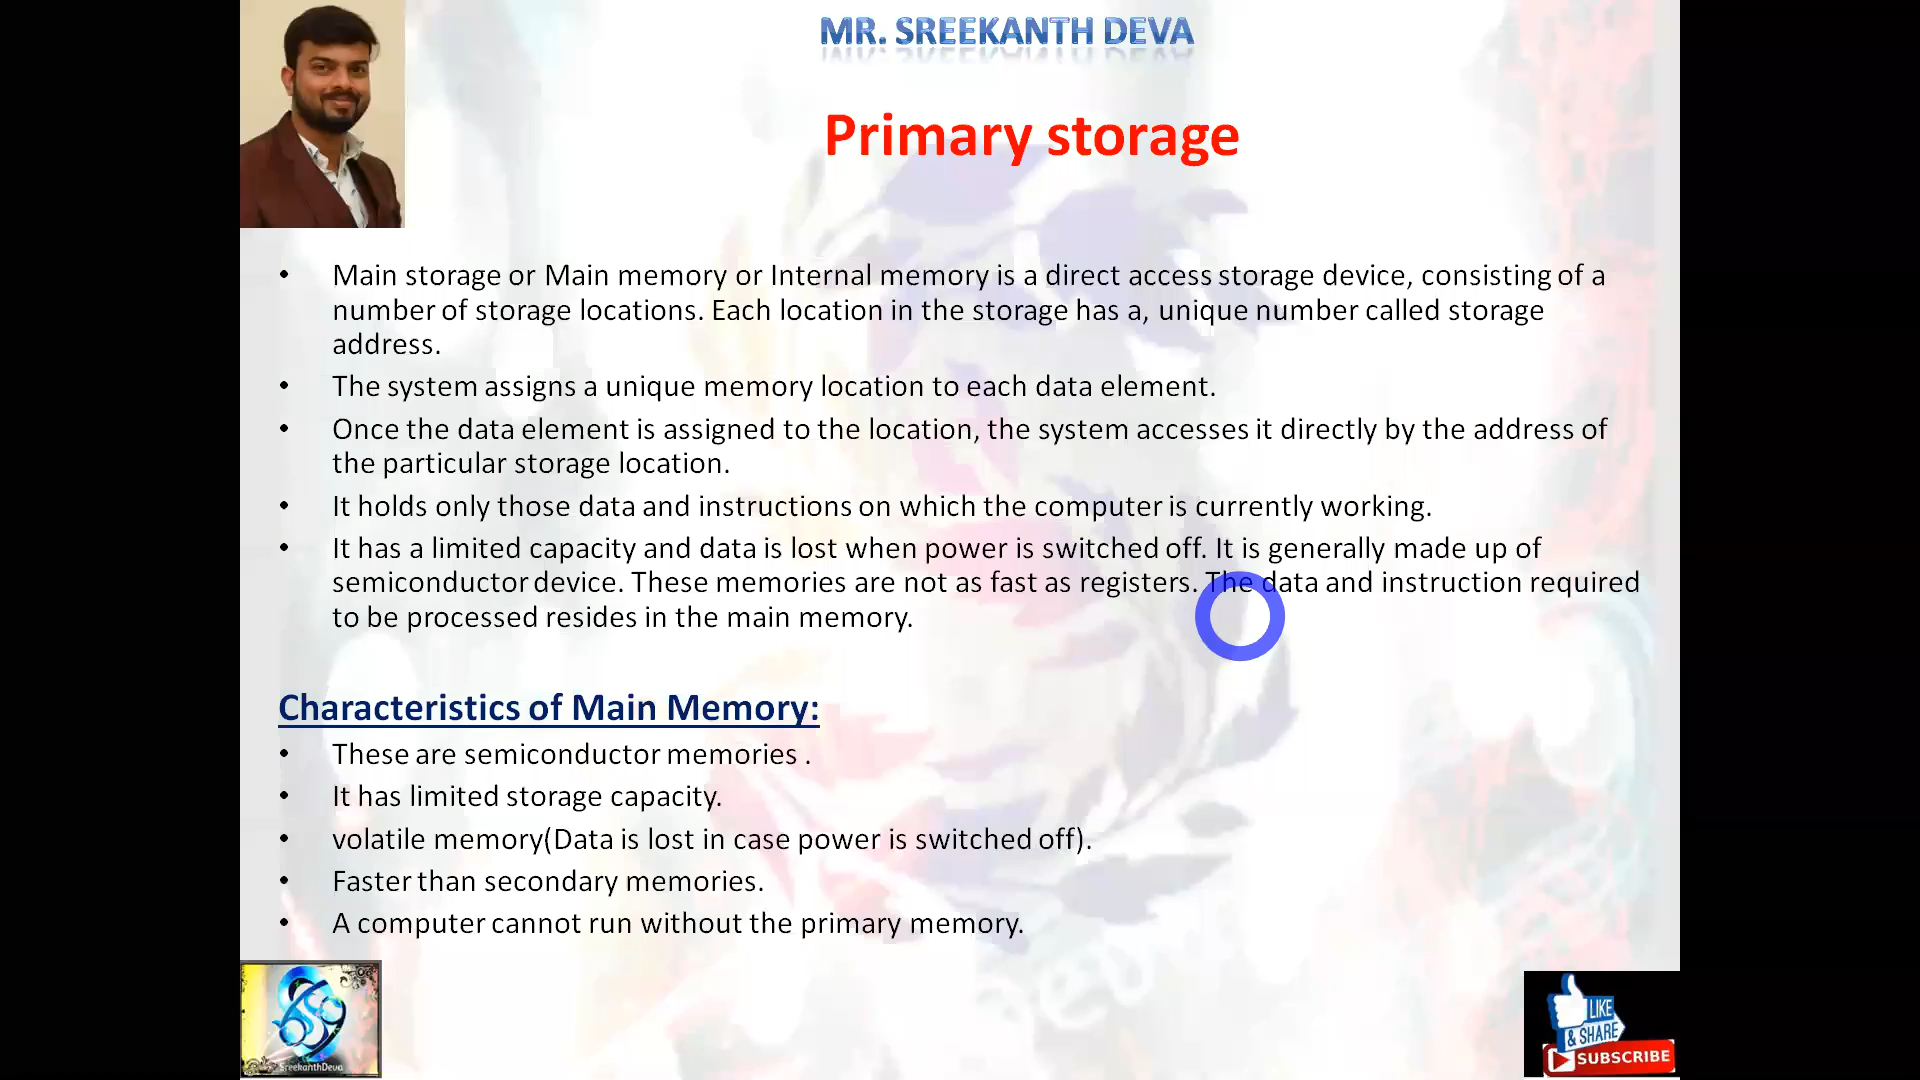 MR. SREEKANTH DEVA
Primary storage
• Main storage or Main memory or Internal memory is a direct access storage device, consisting of a
number of storage locations. Each location in the storage has a, unique number called storage
address.
• The system assigns a unique memory location to each data element.
• Once the data element is assigned to the location, the system accesses it directly by the address of
the particular storage location.
• It holds only those data and instructions on which the computer is currently working.
• It has a limited capacity and data is lost when power is switched off. It is generally made up of
semiconductor device. These memories are not as fast as registers. The data and instruction required
to be processed resides in the main memory.
Characteristics of Main Memory:
• These are semiconductor memories .
• It has limited storage capacity.
• volatile memory(Data is lost in case power is switched off).
• Faster than secondary memories.
• A computer cannot run without the primary memory.
SreekanthDeva
LIKE
& SHARE
SUBSCRIBE